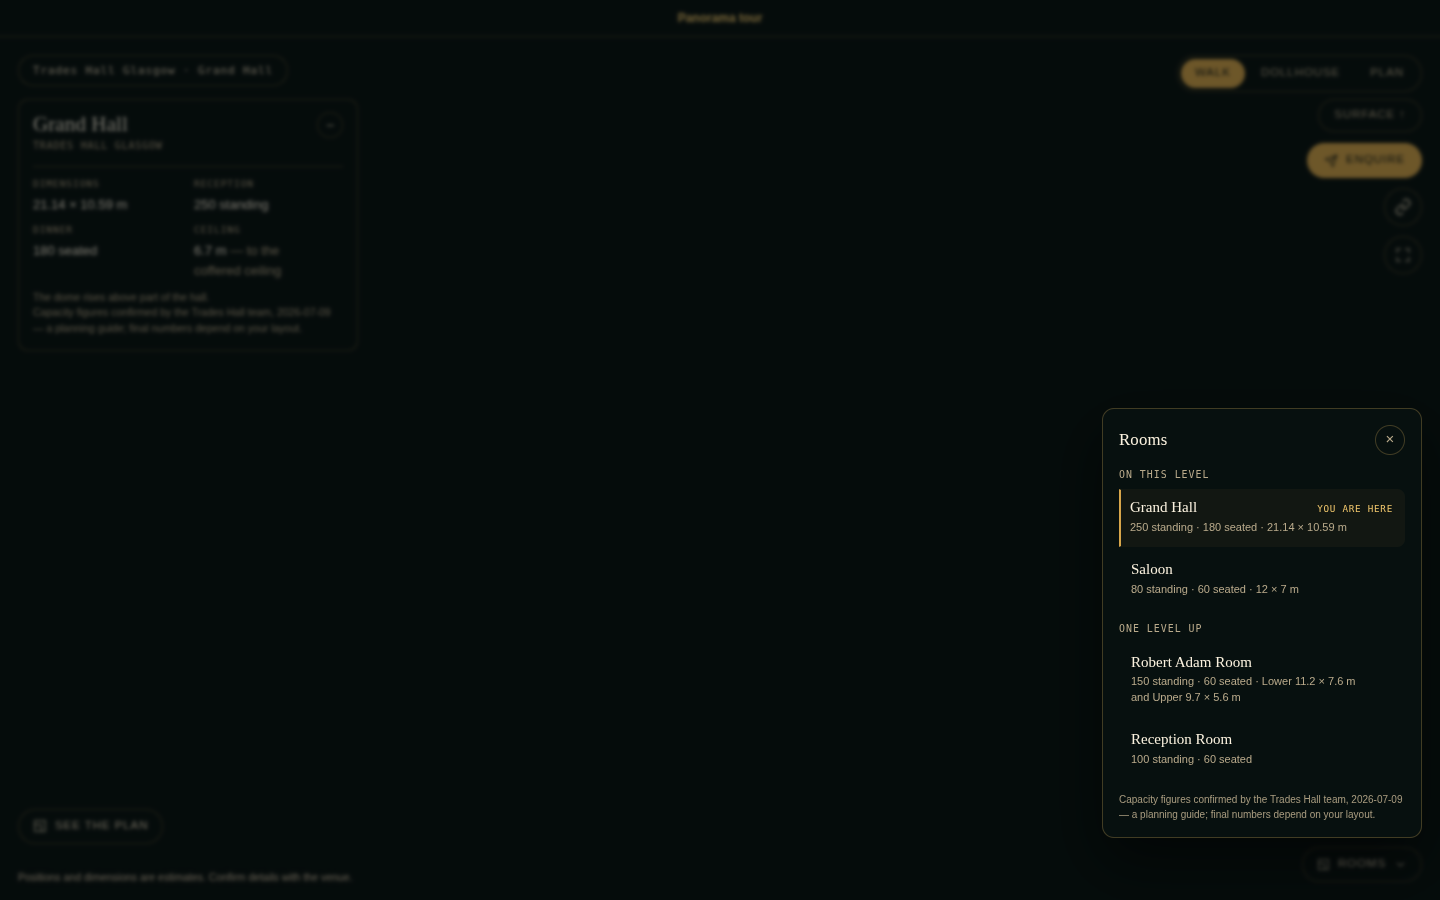 Panorama tour
Trades Hall Glasgow · Grand Hall
WALK
DOLLHOUSE
PLAN
Grand Hall
TRADES HALL GLASGOW
SURFACE
ENQUIRE
DIMENSIONS
RECEPTION
21.14 × 10.59 m
250 standing
DINNER
CEILING
180 seated
6.7 m — to the
coffered ceiling
The dome rises above part of the hall.
Capacity figures confirmed by the Trades Hall team, 2026-07-09
— a planning guide; final numbers depend on your layout.
Rooms
×
ON THIS LEVEL
Grand Hall
YOU ARE HERE
250 standing · 180 seated · 21.14 × 10.59 m
Saloon
80 standing · 60 seated · 12 × 7 m
ONE LEVEL UP
Robert Adam Room
150 standing · 60 seated · Lower 11.2 × 7.6 m
and Upper 9.7 × 5.6 m
Reception Room
100 standing · 60 seated
Capacity figures confirmed by the Trades Hall team, 2026-07-09
— a planning guide; final numbers depend on your layout.
SEE THE PLAN
ROOMS
Positions and dimensions are estimates. Confirm details with the venue.